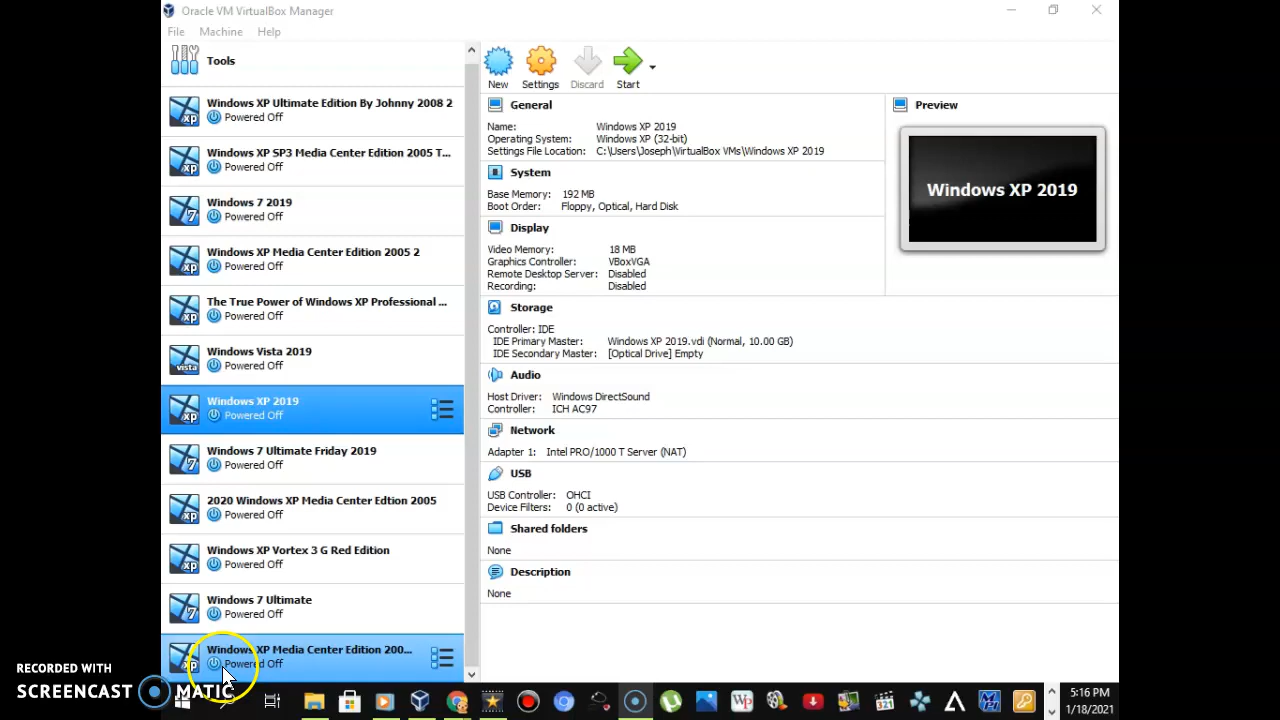 Oracle VM VirtualBox Manager
File Machine Help
Tools
Windows XP Ultimate Edition By Johnny 2008 2
Powered Off
Windows XP SP3 Media Center Edition 2005 T...
Powered Off
Windows 7 2019
Powered Off
Windows XP Media Center Edition 2005 2
Powered Off
The True Power of Windows XP Professional ...
Powered Off
Windows Vista 2019
Powered Off
Windows XP 2019
Powered Off
Windows 7 Ultimate Friday 2019
Powered Off
2020 Windows XP Media Center Edtion 2005
Powered Off
Windows XP Vortex 3 G Red Edition
Powered Off
Windows 7 Ultimate
Powered Off
Windows XP Media Center Edition 200...
Powered Off
New Settings Discard Start
General
Name: Windows XP 2019
Operating System: Windows XP (32-bit)
Settings File Location: C:\Users\Joseph\VirtualBox VMs\Windows XP 2019
System
Base Memory: 192 MB
Boot Order: Floppy, Optical, Hard Disk
Display
Video Memory: 18 MB
Graphics Controller: VBoxVGA
Remote Desktop Server: Disabled
Recording: Disabled
Storage
Controller: IDE
IDE Primary Master: Windows XP 2019.vdi (Normal, 10.00 GB)
IDE Secondary Master: [Optical Drive] Empty
Audio
Host Driver: Windows DirectSound
Controller: ICH AC97
Network
Adapter 1: Intel PRO/1000 T Server (NAT)
USB
USB Controller: OHCI
Device Filters: 0 (0 active)
Shared folders
None
Description
None
Preview
Windows XP 2019
RECORDED WITH
SCREENCAST MATIC
5:16 PM
1/18/2021